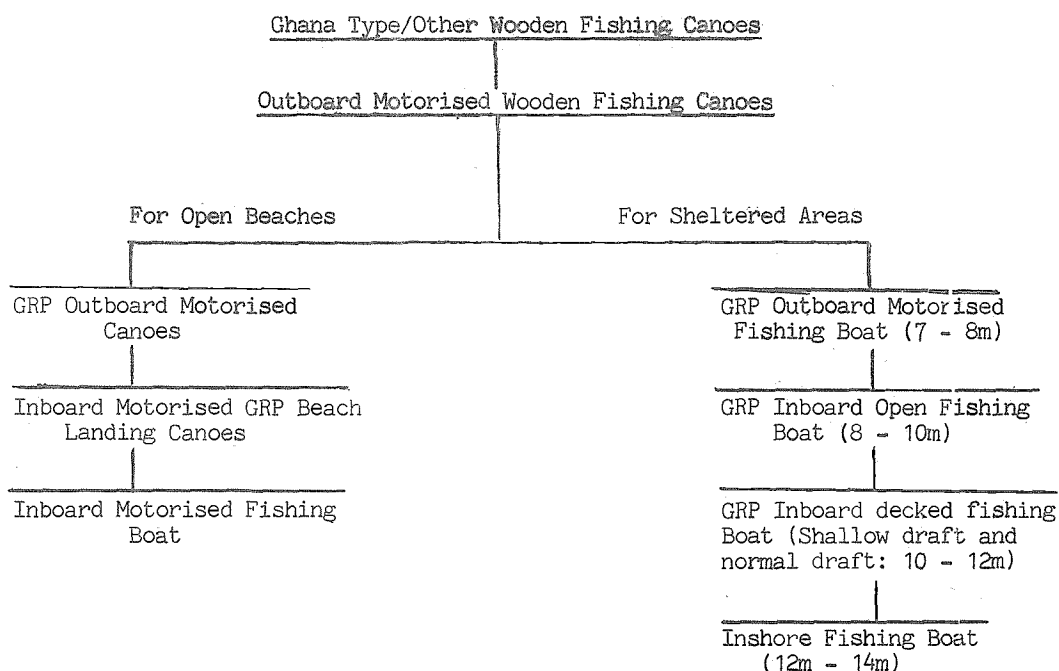 Ghana Type/Other Wooden Fishing Canoes
Outboard Motorised Wooden Fishing Canoes
For Open Beaches
For Sheltered Areas
GRP Outboard Motorised
Canoes
Inboard Motorised GRP Beach
Landing Canoes
Inboard Motorised Fishing
Boat
GRP Outboard Motorised
Fishing Boat (7 - 8m)
GRP Inboard Open Fishing
Boat (8 - 10m)
GRP Inboard decked fishing
Boat (Shallow draft and
normal draft: 10 - 12m)
Inshore Fishing Boat
(12m - 14m)